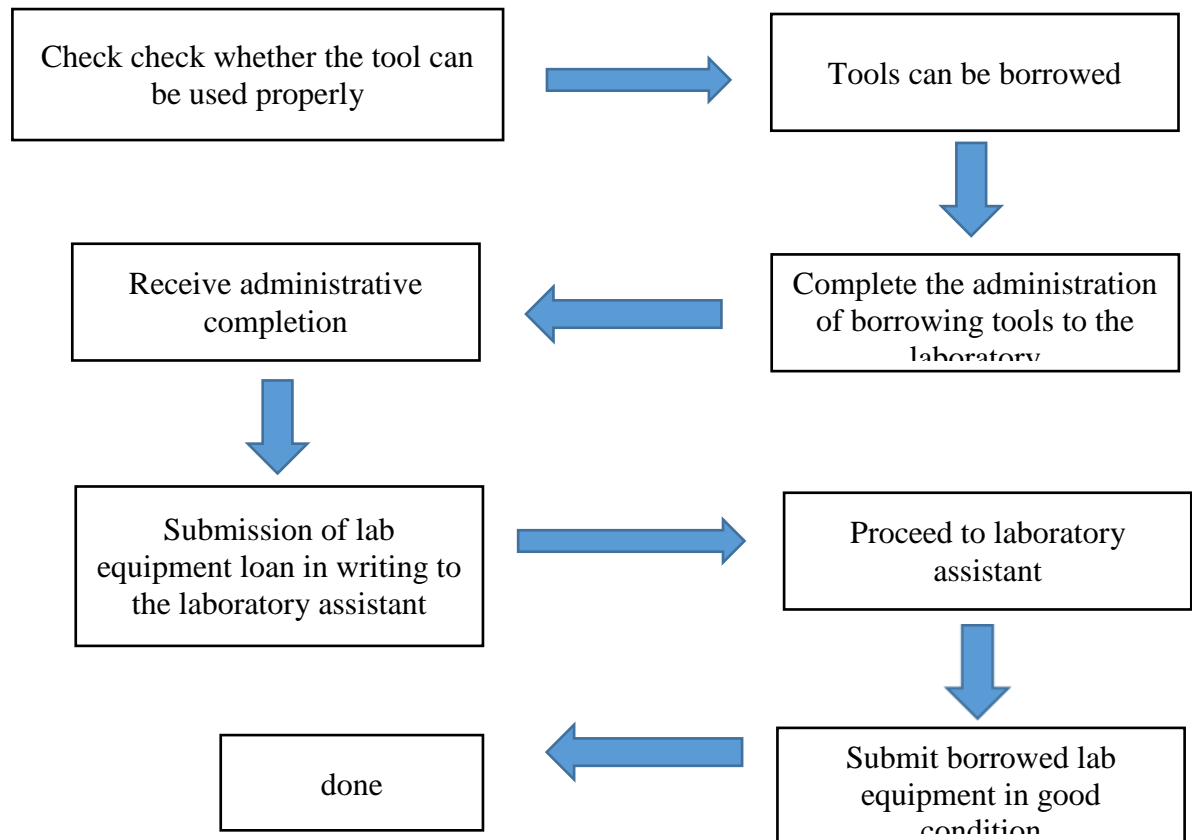 Check check whether the tool can
be used properly
Tools can be borrowed
Complete the administration
of borrowing tools to the
laboratory
Receive administrative
completion
Submission of lab
equipment loan in writing to
the laboratory assistant
Proceed to laboratory
assistant
Submit borrowed lab
equipment in good
condition
done